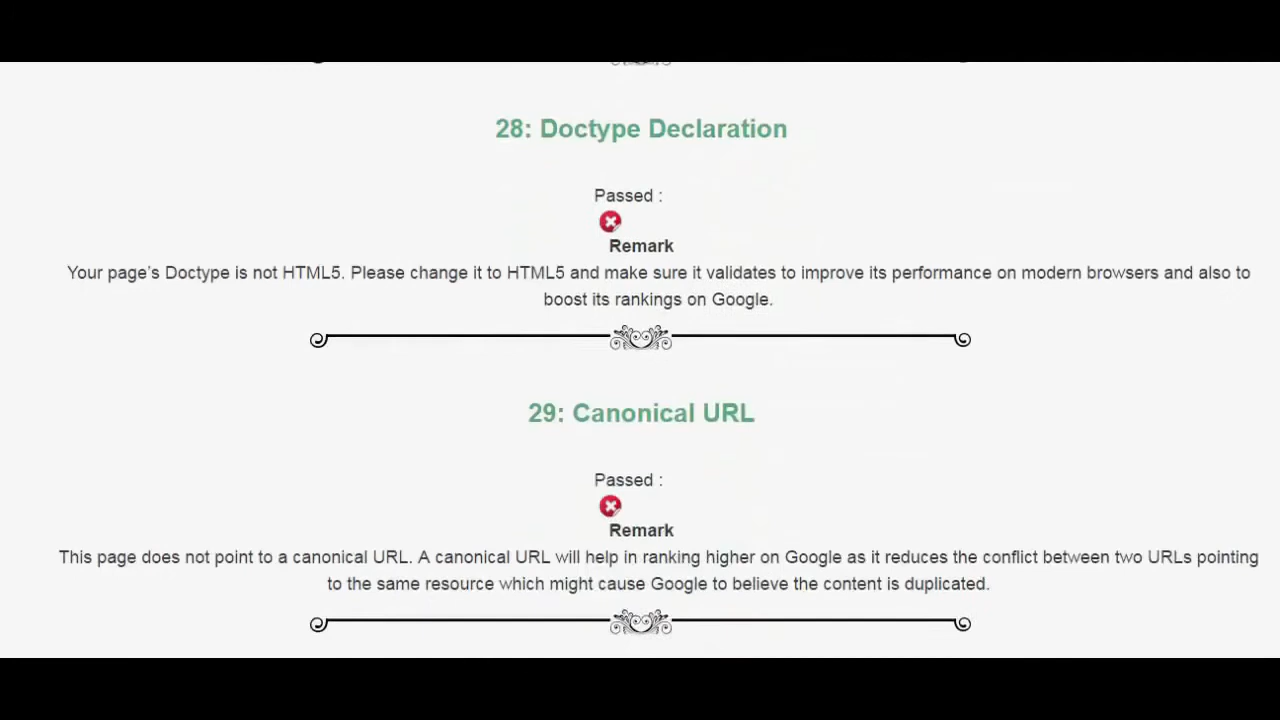 28: Doctype Declaration
Passed :
Remark
Your page's Doctype is not HTML5. Please change it to HTML5 and make sure it validates to improve its performance on modern browsers and also to
boost its rankings on Google.
29: Canonical URL
Passed :
Remark
This page does not point to a canonical URL. A canonical URL will help in ranking higher on Google as it reduces the conflict between two URLs pointing
to the same resource which might cause Google to believe the content is duplicated.